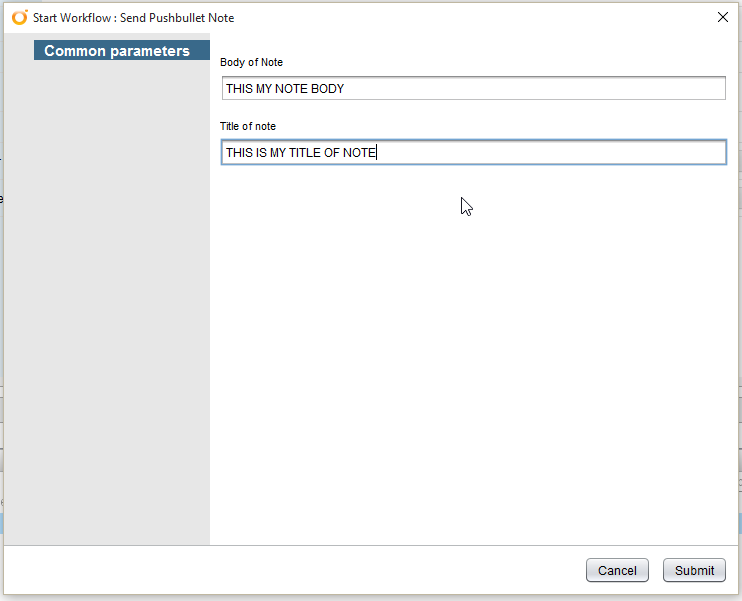 Start Workflow : Send Pushbullet Note
Common parameters
Body of Note
THIS MY NOTE BODY
Title of note
THIS IS MY TITLE OF NOTE
Cancel
Submit